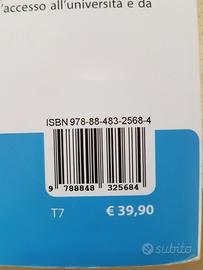 l'accesso all'università e da
ISBN 978-88-483-2568-4
9 788848 325684
T7 € 39,90
subito